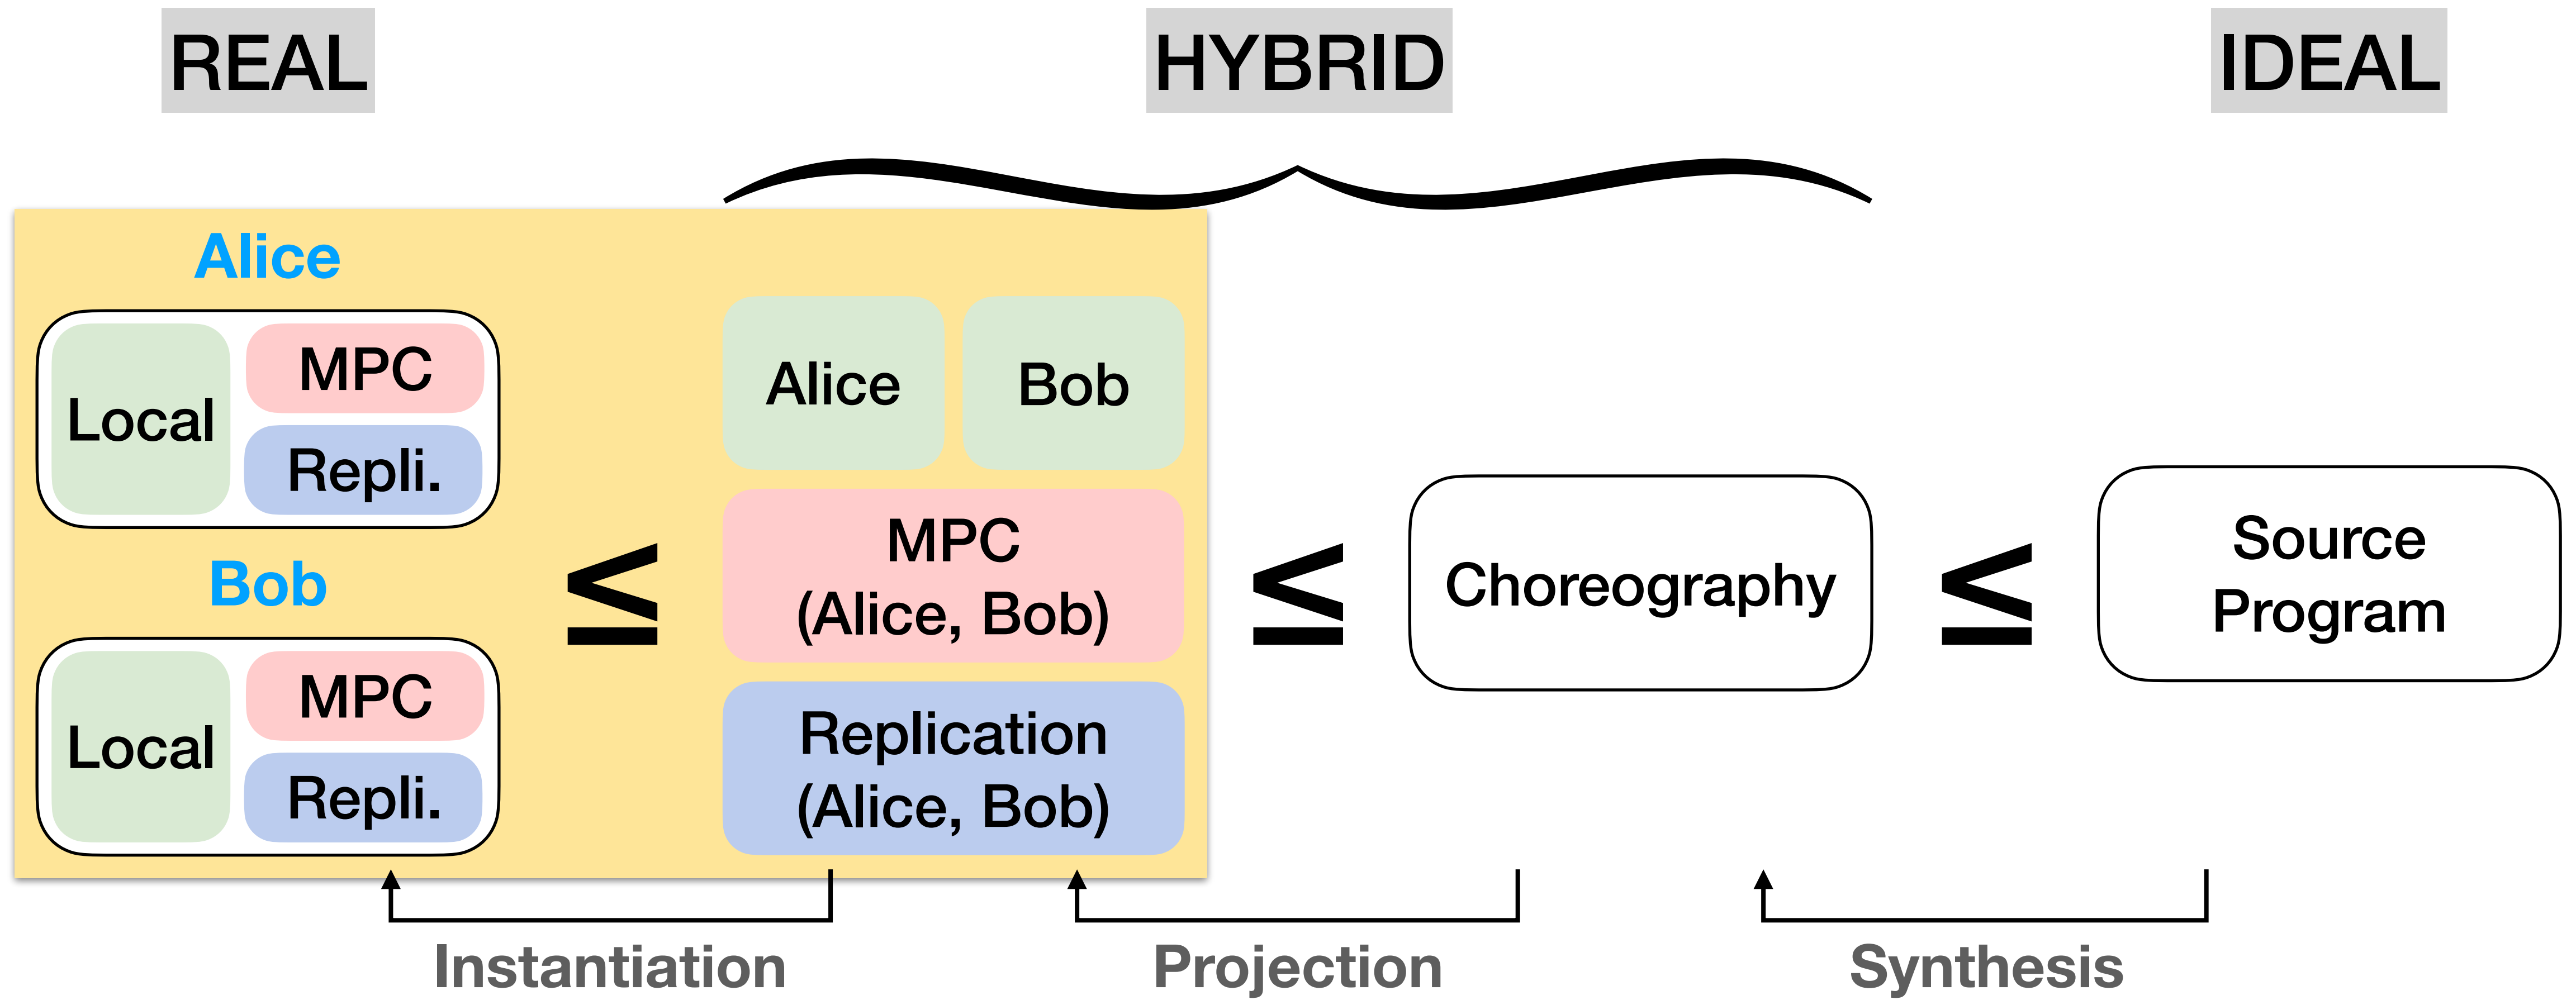 REAL
HYBRID
IDEAL
Alice
Local
MPC
Repli.
Bob
Local
MPC
Repli.
≤
Alice
Bob
MPC
(Alice, Bob)
Replication
(Alice, Bob)
≤
Choreography
≤
Source
Program
Instantiation
Projection
Synthesis